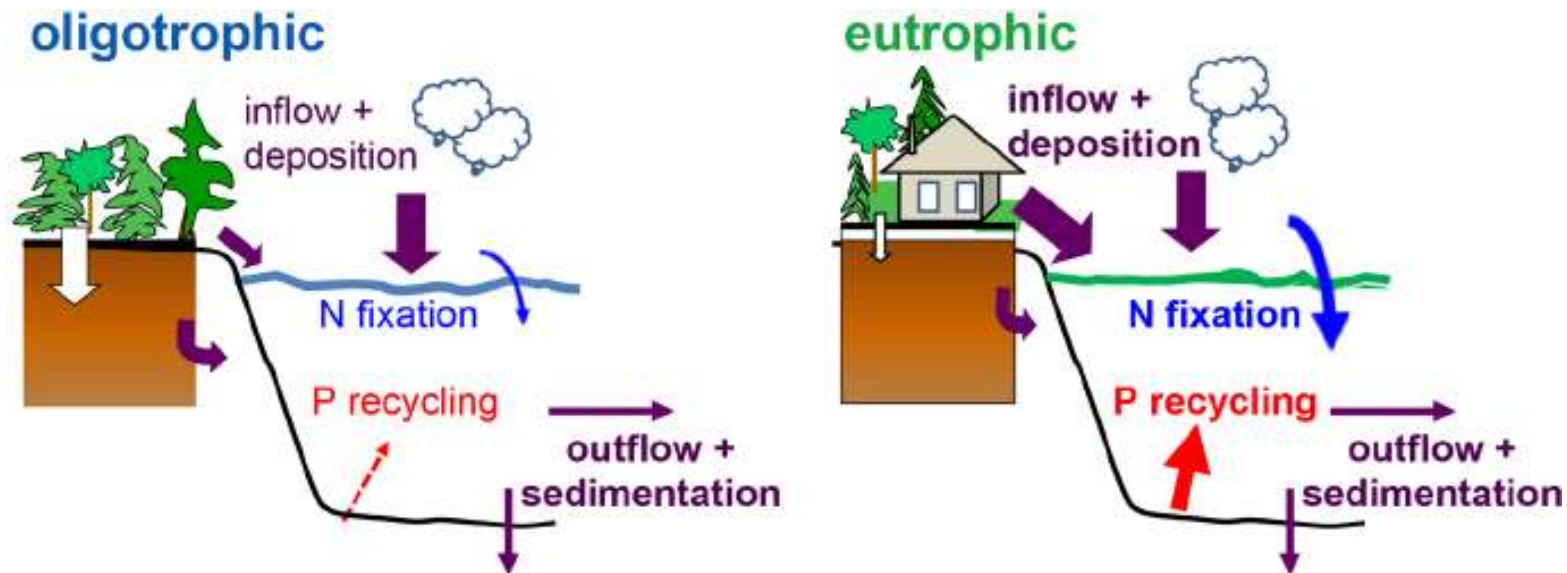 oligotrophic
inflow +
deposition
N fixation
P recycling
outflow +
sedimentation
eutrophic
inflow +
deposition
N fixation
P recycling
outflow +
sedimentation